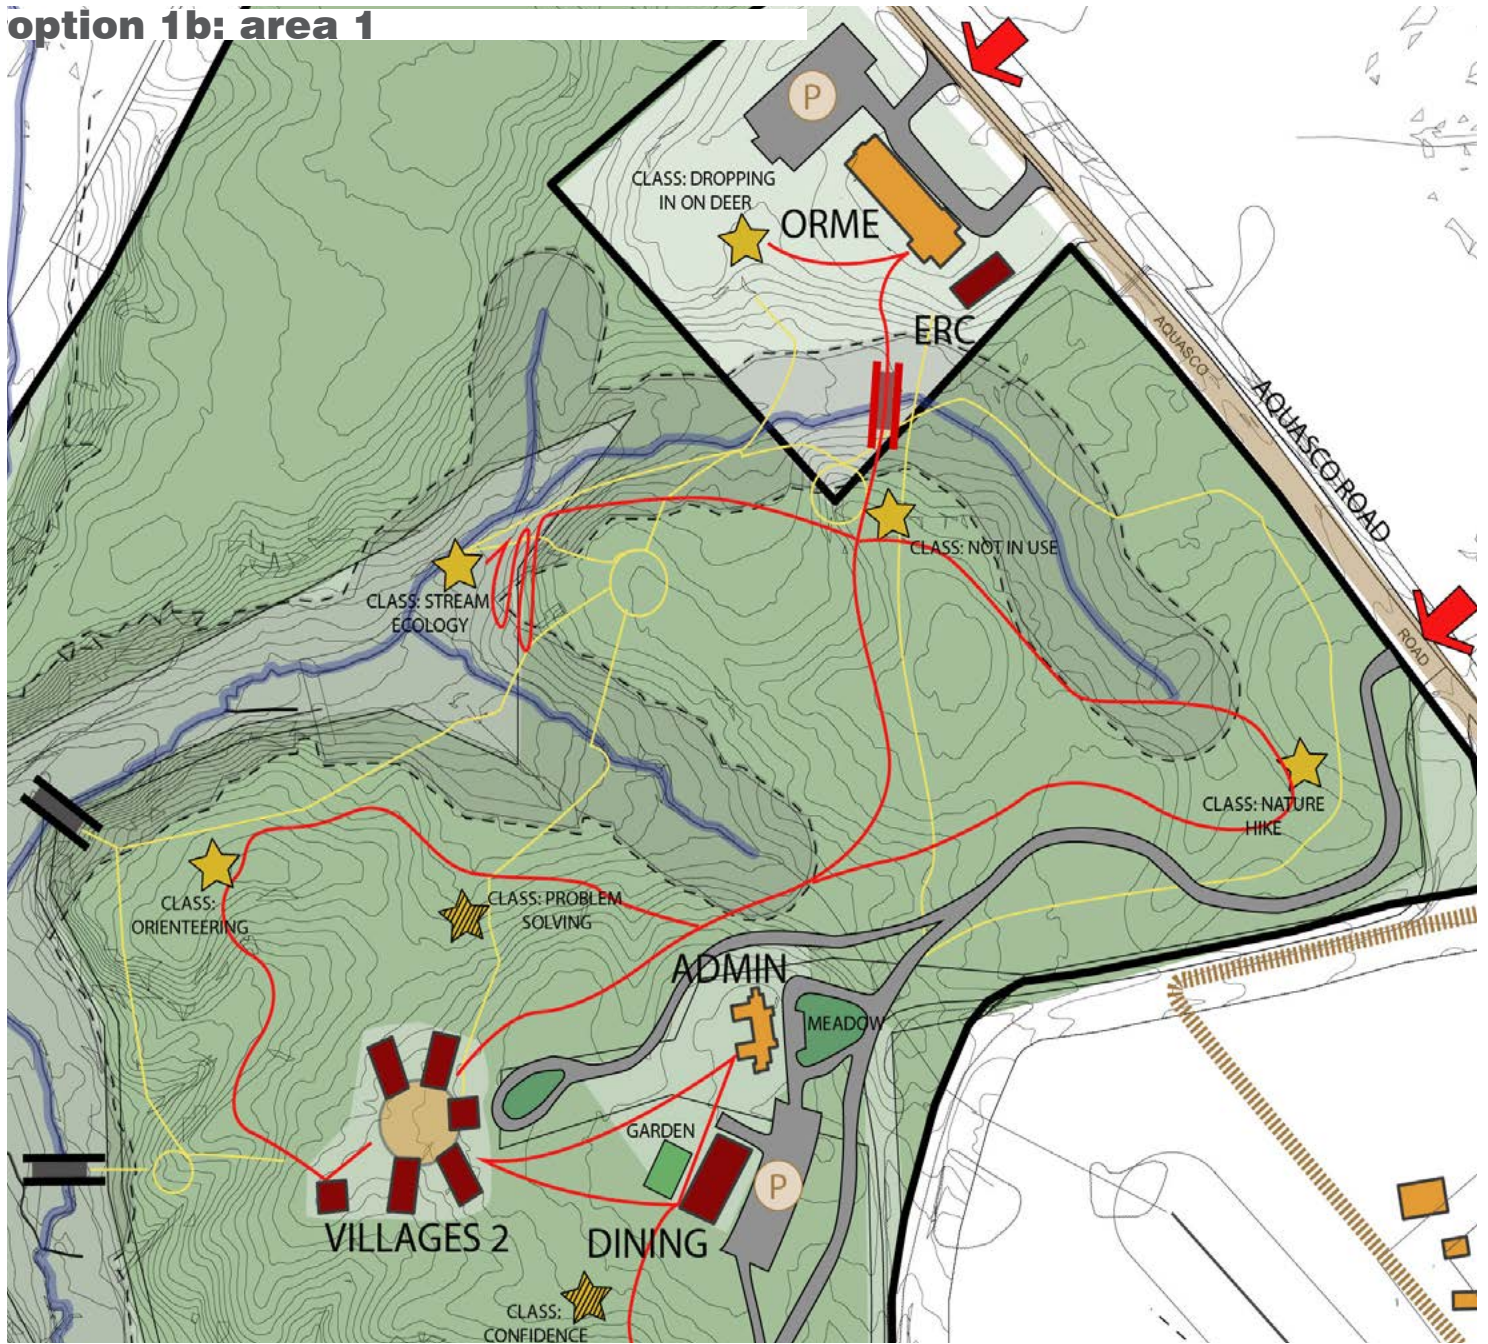 option 1b: area 1
P
CLASS: DROPPING
IN ON DEER
ORME
ERC
AQUASCO
AQUASCO ROAD
CLASS: NOT IN USE
CLASS: STREAM
ECOLOGY
ROAD
CLASS: NATURE
HIKE
CLASS:
ORIENTEERING
CLASS: PROBLEM
SOLVING
ADMIN
MEADOW
GARDEN
P
VILLAGES 2
DINING
CLASS:
CONFIDENCE